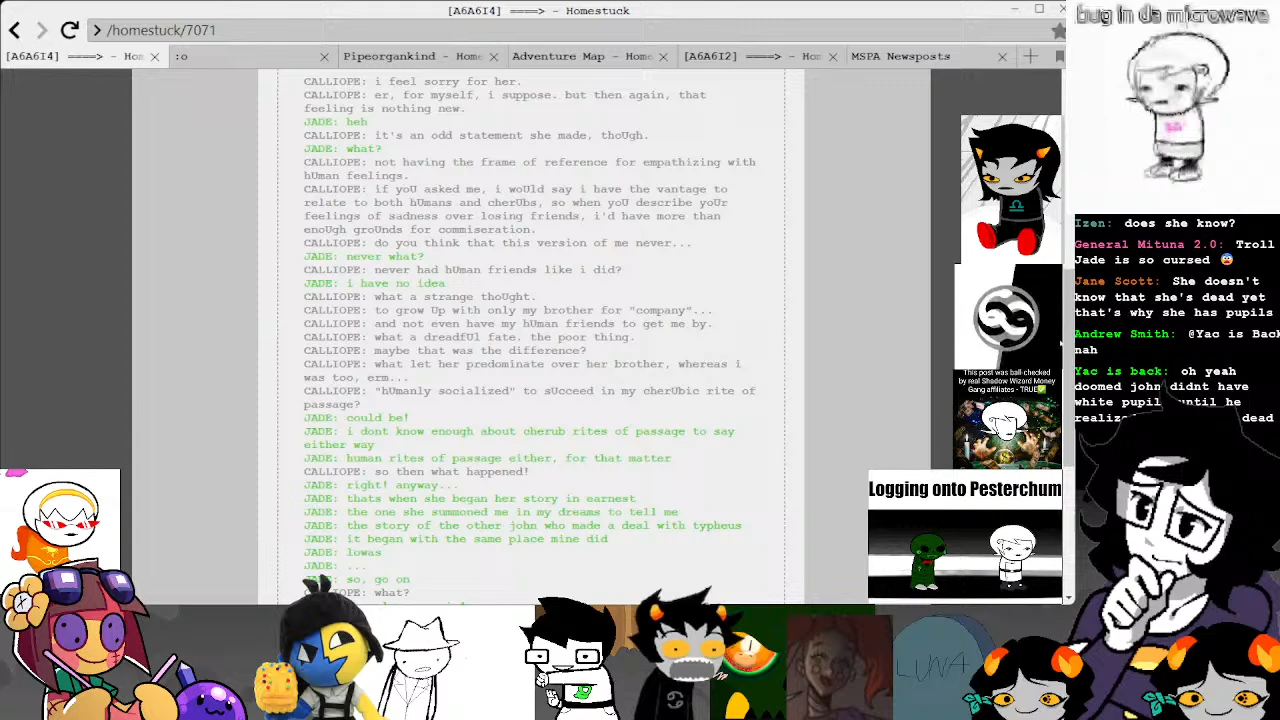 [A6A6I4] ====> - Homestuck
/homestuck/7071
[A6A6I4] ====> - Hom
:o
Pipeorgankind - Home
Adventure Map - Home
[A6A6I2] ====> - Hom
MSPA Newsposts
CALLIOPE: i feel sorry for her.
CALLIOPE: er, for myself, i suppose. but then again, that
feeling is nothing new.
JADE: heh
CALLIOPE: it's an odd statement she made, thoUgh.
JADE: what?
CALLIOPE: not having the frame of reference for empathizing with
hUman feelings.
CALLIOPE: if yoU asked me, i woUld say i have the vantage to
relate to both hUmans and cherUbs, so when yoU describe yoUr
feelings of sadness over losing friends, i'd have more than
enoUgh groUnds for commiseration.
CALLIOPE: do you think that this version of me never...
JADE: never what?
CALLIOPE: never had hUman friends like i did?
JADE: i have no idea
CALLIOPE: what a strange thoUght.
CALLIOPE: to grow Up with only my brother for "company"...
CALLIOPE: and not even have my hUman friends to get me by.
CALLIOPE: what a dreadfUl fate. the poor thing.
CALLIOPE: maybe that was the difference?
CALLIOPE: what let her predominate over her brother, whereas i
was too, erm...
CALLIOPE: "hUmanly socialized" to sUcceed in my cherUbic rite of
passage?
JADE: could be!
JADE: i dont know enough about cherub rites of passage to say
either way
JADE: human rites of passage either, for that matter
CALLIOPE: so then what happened!
JADE: right! anyway...
JADE: thats when she began her story in earnest
JADE: the one she summoned me in my dreams to tell me
JADE: the story of the other john who made a deal with typheus
JADE: it began with the same place mine did
JADE: lowas
JADE: ...
JADE: so, go on
CALLIOPE: what?
bug in da microwave
Izen: does she know?
General Mituna 2.0: Troll
Jade is so cursed 😨
Jane Scott: She doesn't
know that she's dead yet
that's why she has pupils
Andrew Smith: @Yac is Back
nah
Yac is back: oh yeah
doomed john didnt have
white pupil until he
realiz dead
This post was ball-checked
by real Shadow Wizard Money
Gang affiliates - TRUE✅
Logging onto Pesterchum
LUNA